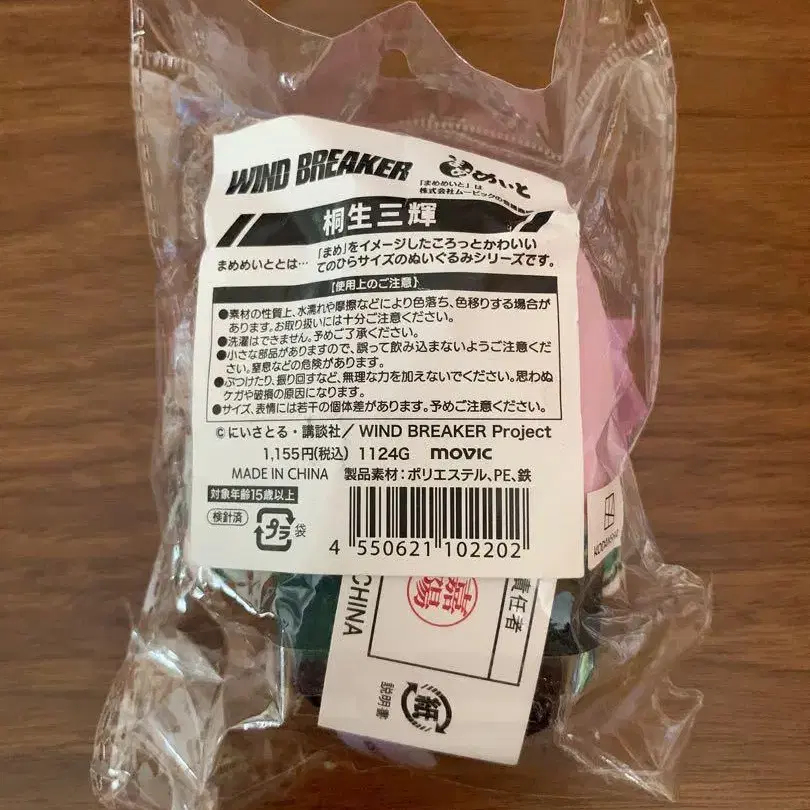 WIND BREAKER
まめめいと
「まめめいと」は
株式会社ムービックの
桐生三輝
まめめいととは…
「まめ」をイメージしたころっとかわいい
てのひらサイズのぬいぐるみシリーズです。
【使用上のご注意】
●素材の性質上、水濡れや摩擦などにより色落ち、色移りする場合が
あります。お取り扱いには十分ご注意ください。
●洗濯はできません。予めご了承ください。
●小さな部品がありますので、誤って飲み込まないようご注意くだ
さい。窒息などの危険があります。
●ぶつけたり、振り回すなど、無理な力を加えないでください。思わぬ
ケガや破損の原因になります。
●サイズ、表情には若干の個体差があります。予めご注意ください。
©にいさとる・講談社/ WIND BREAKER Project
1,155円(税込) 1124G movic
MADE IN CHINA 製品素材:ポリエステル、PE、鉄
対象年齢15歳以上
検針済
プラ
袋
4 550621 102202
KODANSHA
責任者
CHINA
紙
説明書